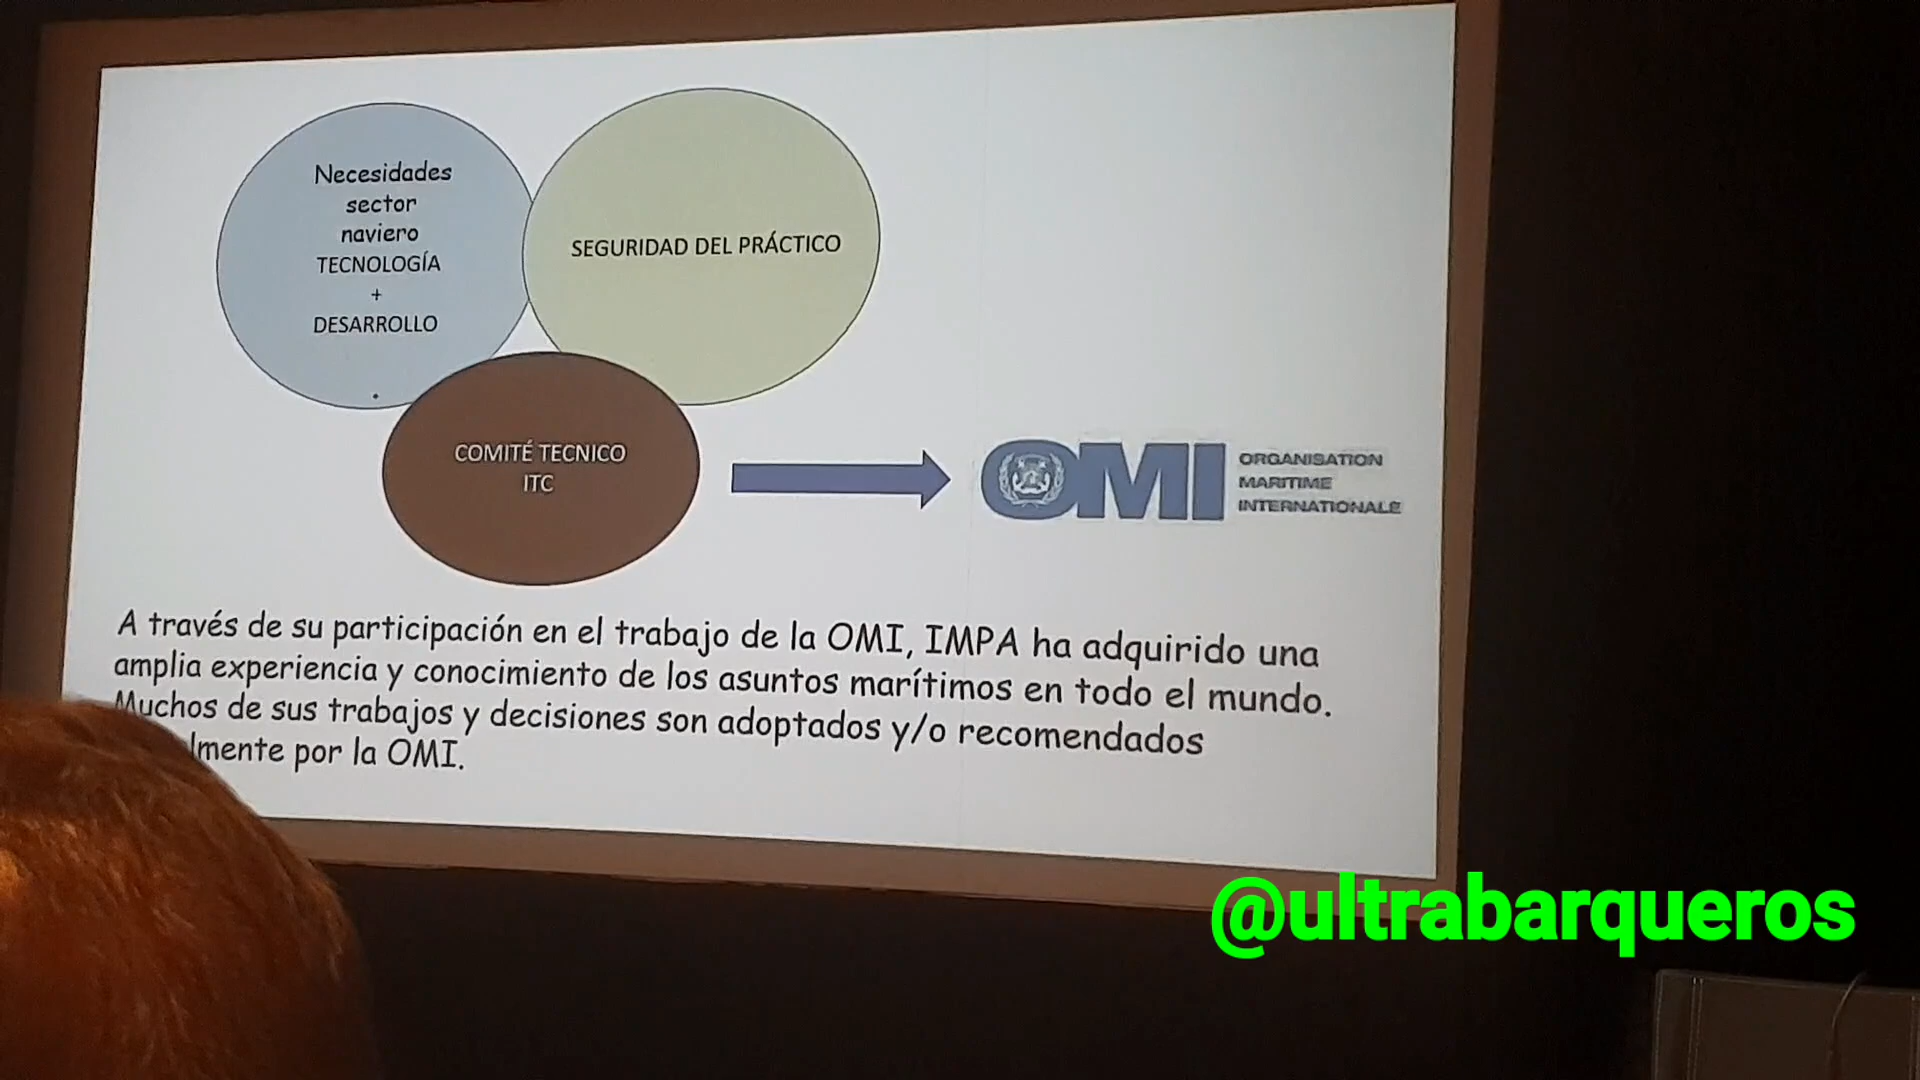 Necesidades
sector
naviero
TECNOLOGÍA
+
DESARROLLO
.
SEGURIDAD DEL PRÁCTICO
COMITÉ TECNICO
ITC
OMI
ORGANISATION
MARITIME
INTERNATIONALE
A través de su participación en el trabajo de la OMI, IMPA ha adquirido una
amplia experiencia y conocimiento de los asuntos marítimos en todo el mundo.
Muchos de sus trabajos y decisiones son adoptados y/o recomendados
por la OMI.
@ultrabarqueros